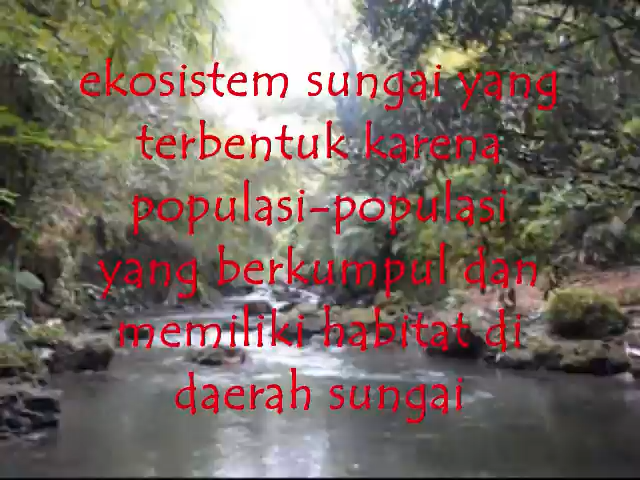 ekosistem sungai yang
terbentuk karena
populasi-populasi
yang berkumpul dan
memiliki habitat di
daerah sungai